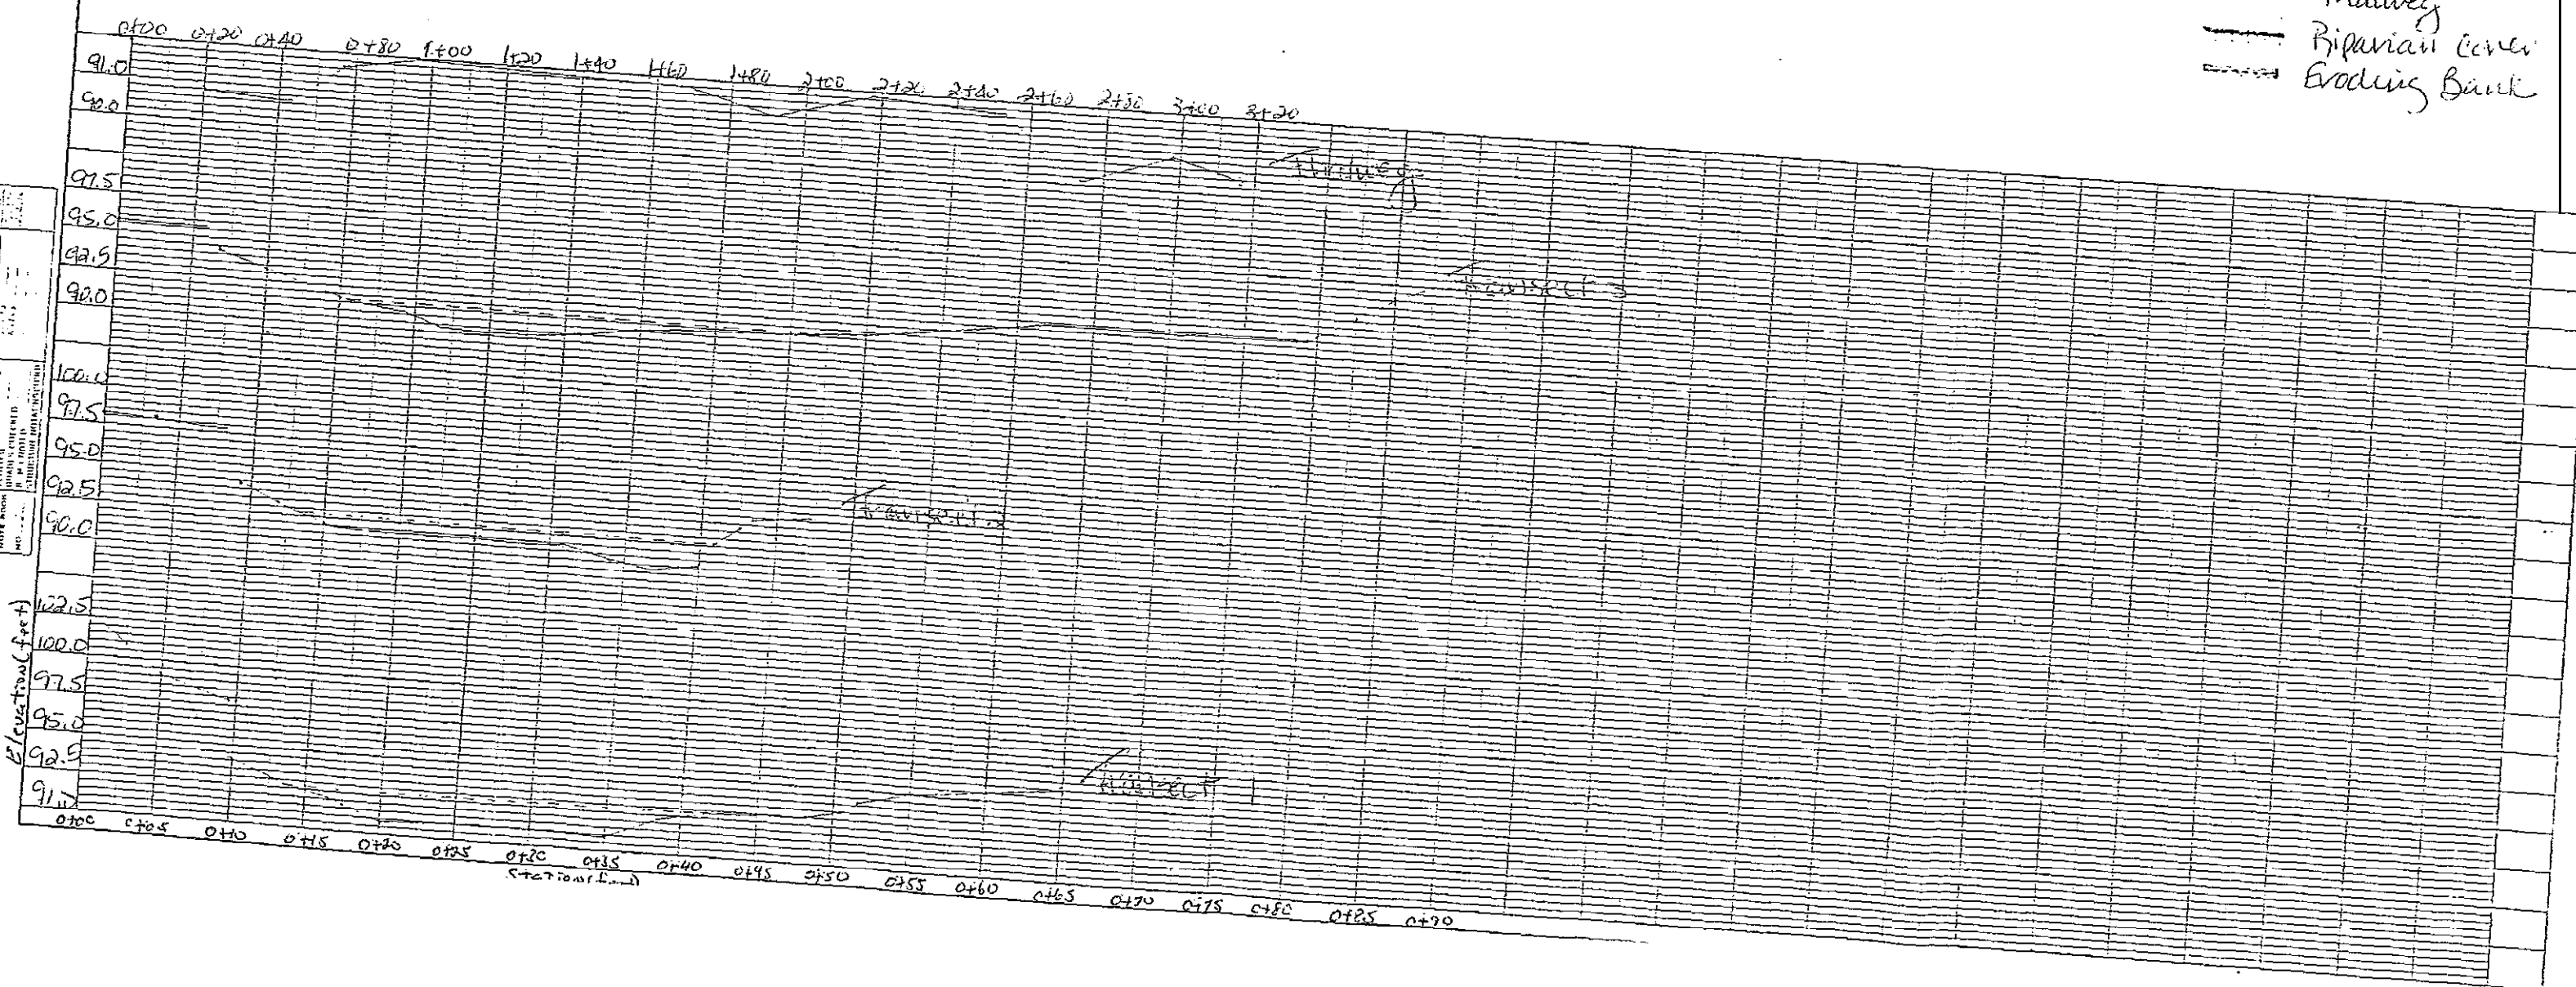 Thalweg
Riparian Cover
Eroding Bank
0+00 0+20 0+40 0+80 1+00 1+20 1+40 1+60 1+80 2+00 2+20 2+40 2+60 2+80 3+00 3+20
91.0
90.0
Thalweg
97.5
95.0
92.5
90.0
transect 3
100.0
97.5
95.0
92.5
90.0
transect 2
102.5
100.0
97.5
95.0
92.5
91.0
transect 1
Elevation (feet)
0+00 0+05 0+10 0+15 0+20 0+25 0+30 0+35 0+40 0+45 0+50 0+55 0+60 0+65 0+70 0+75 0+80 0+85 0+90
Station (feet)